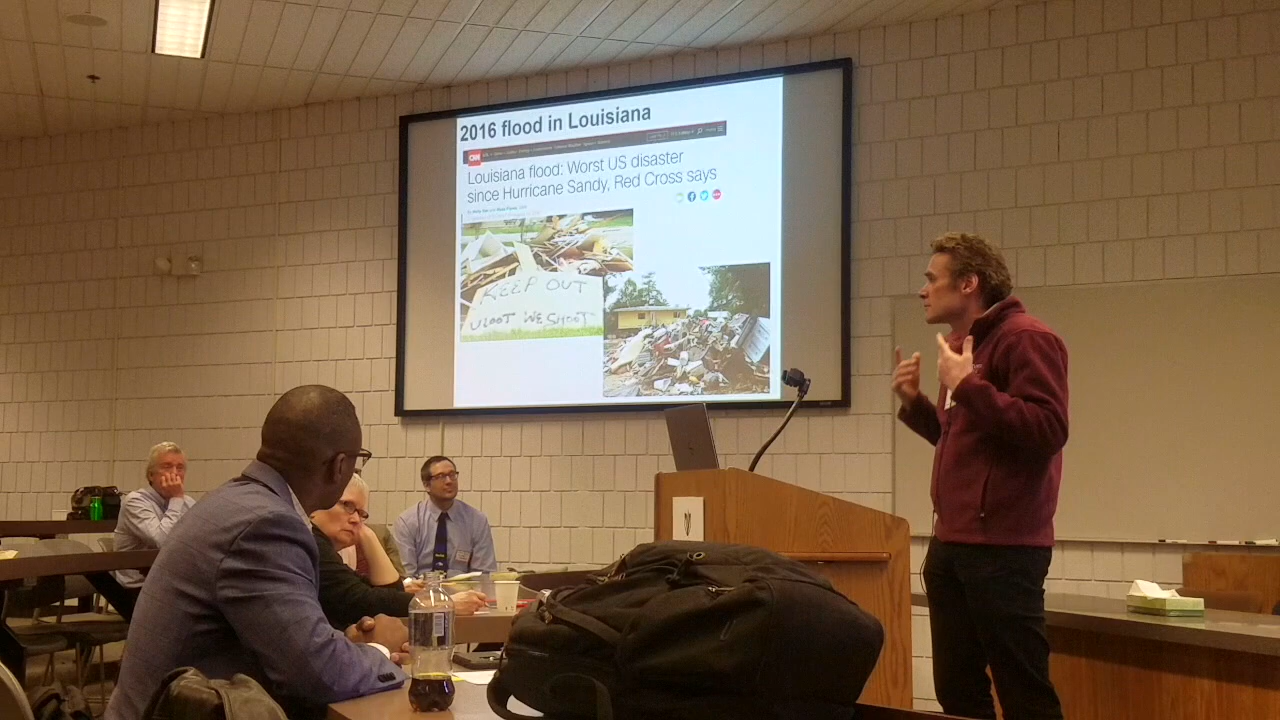 2016 flood in Louisiana
CNN
Louisiana flood: Worst US disaster
since Hurricane Sandy, Red Cross says
KEEP OUT
U LOOT WE SHOOT